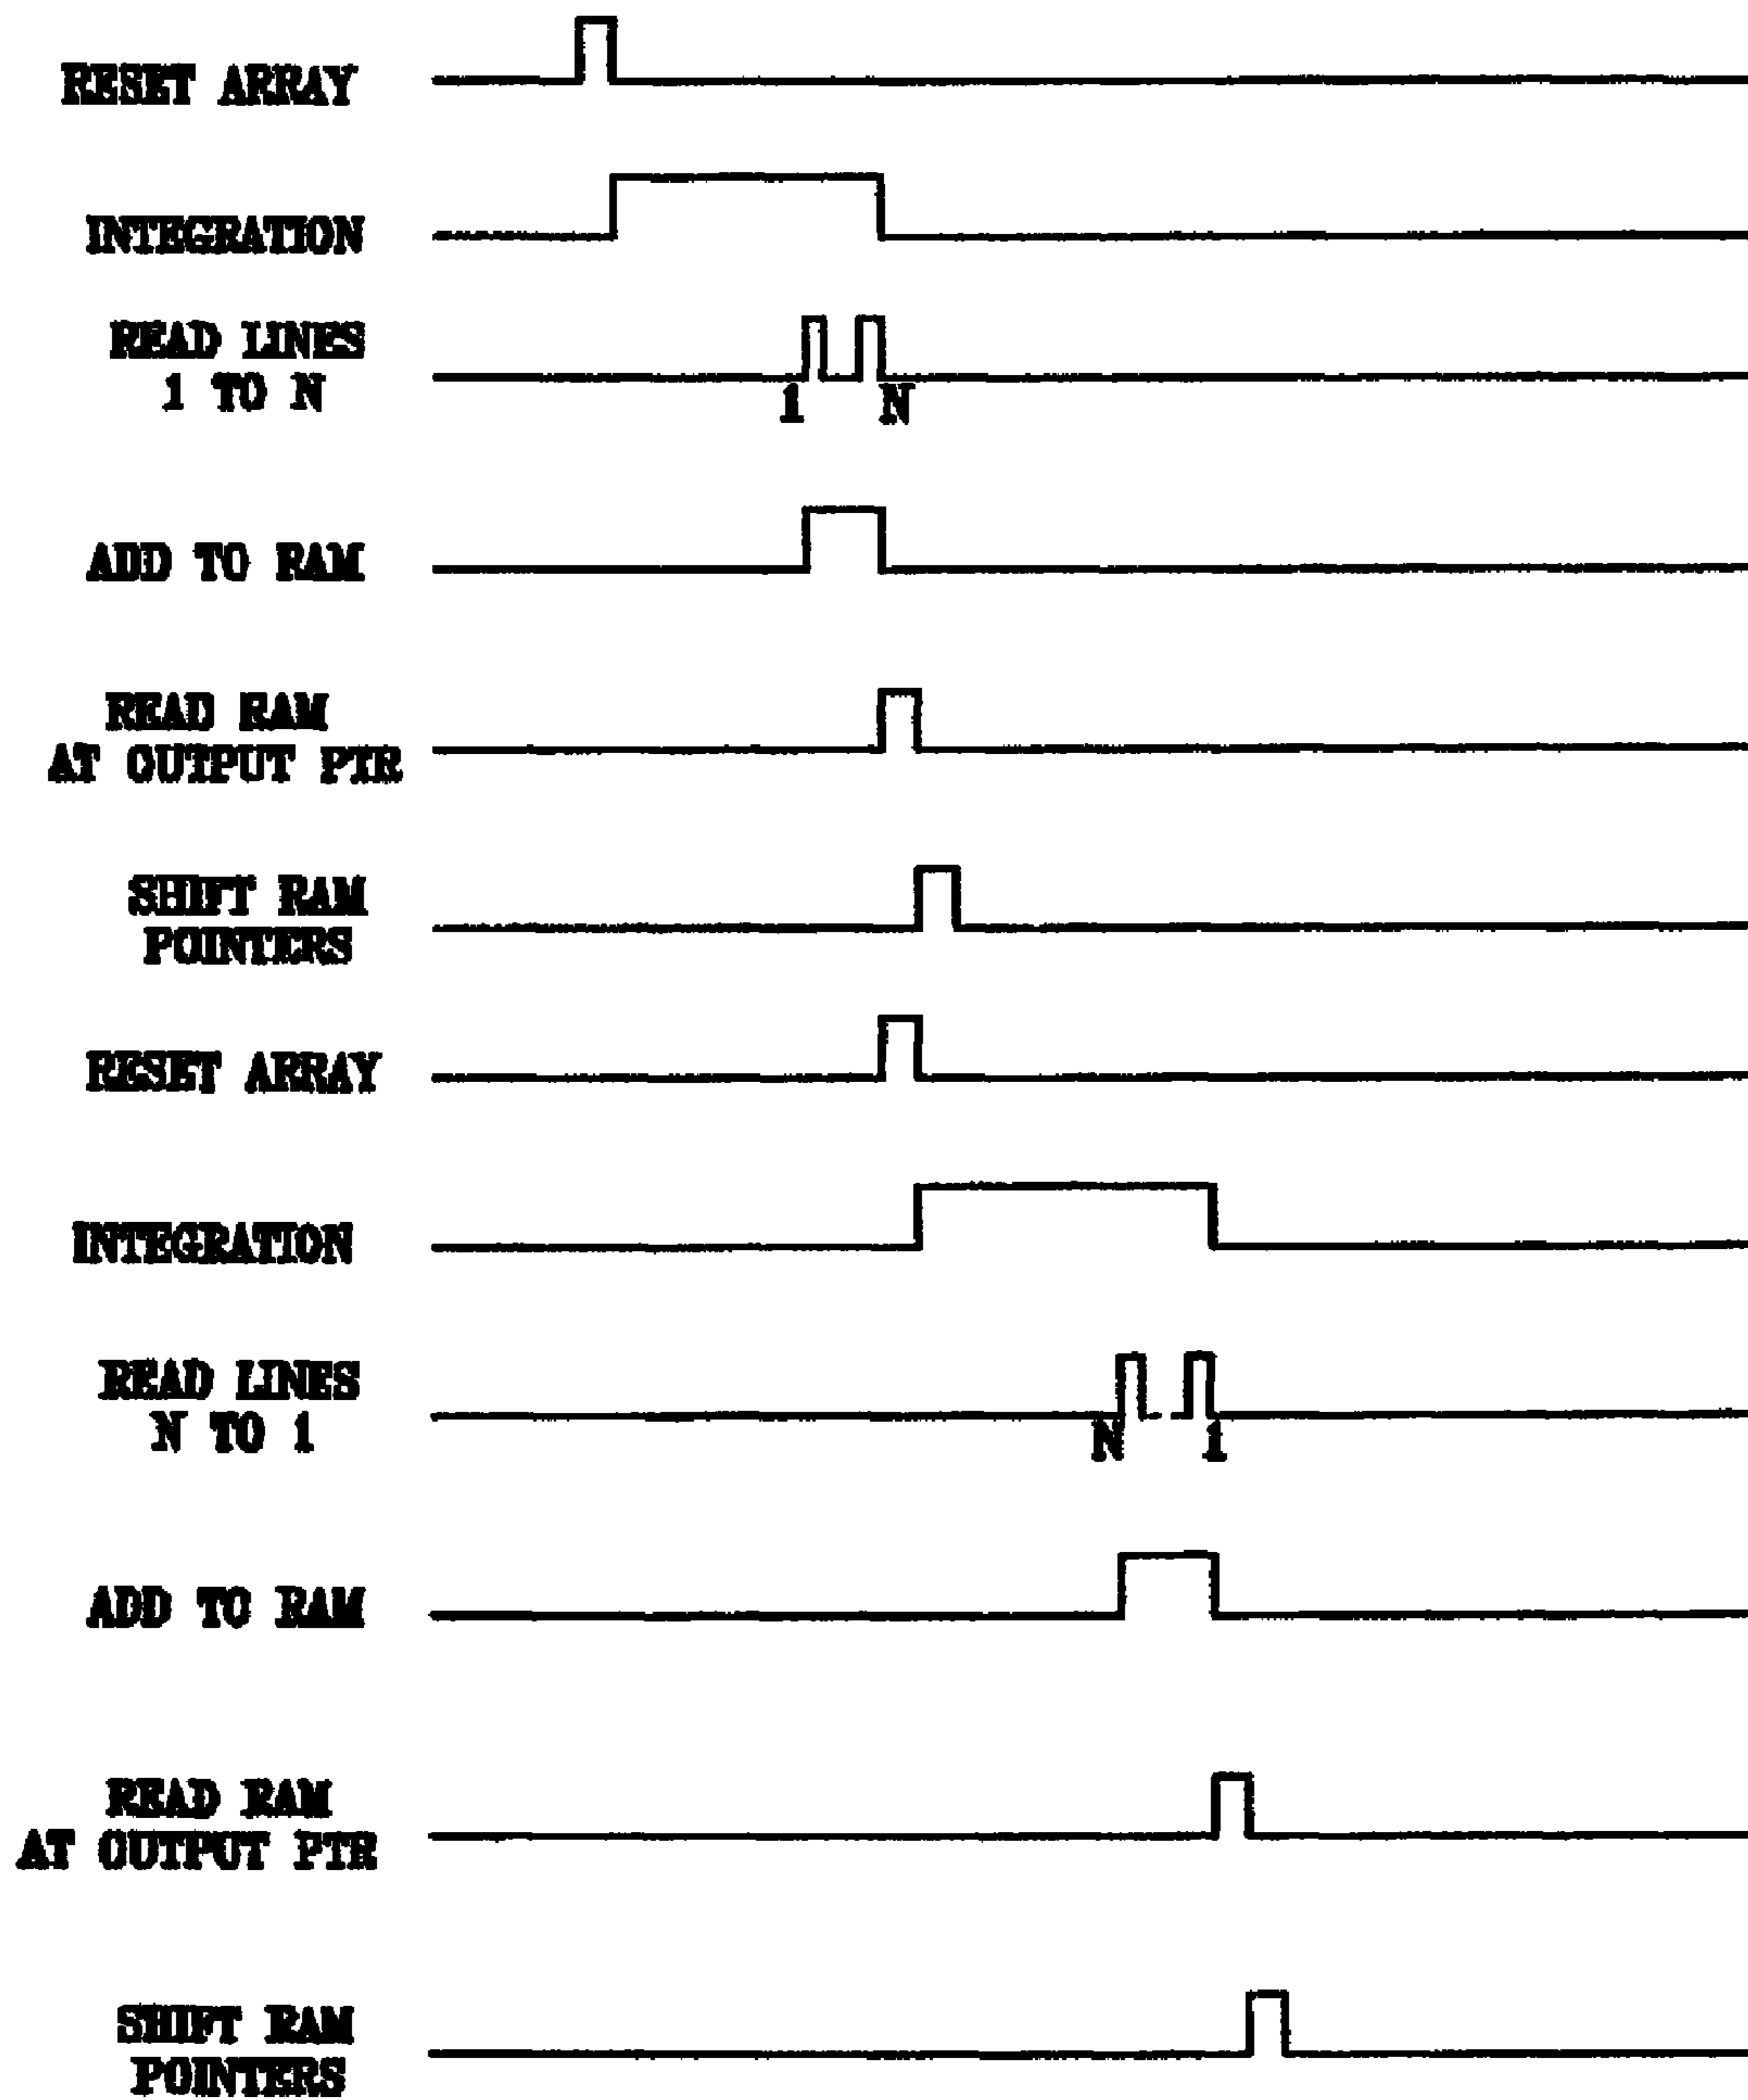 RESET ARRAY
INTEGRATION
READ LINES
1 TO N
1 N
ADD TO RAM
READ RAM
AT OUTPUT PTR
SHIFT RAM
POINTERS
RESET ARRAY
INTEGRATION
READ LINES
N TO 1
N 1
ADD TO RAM
READ RAM
AT OUTPUT PTR
SHIFT RAM
POINTERS